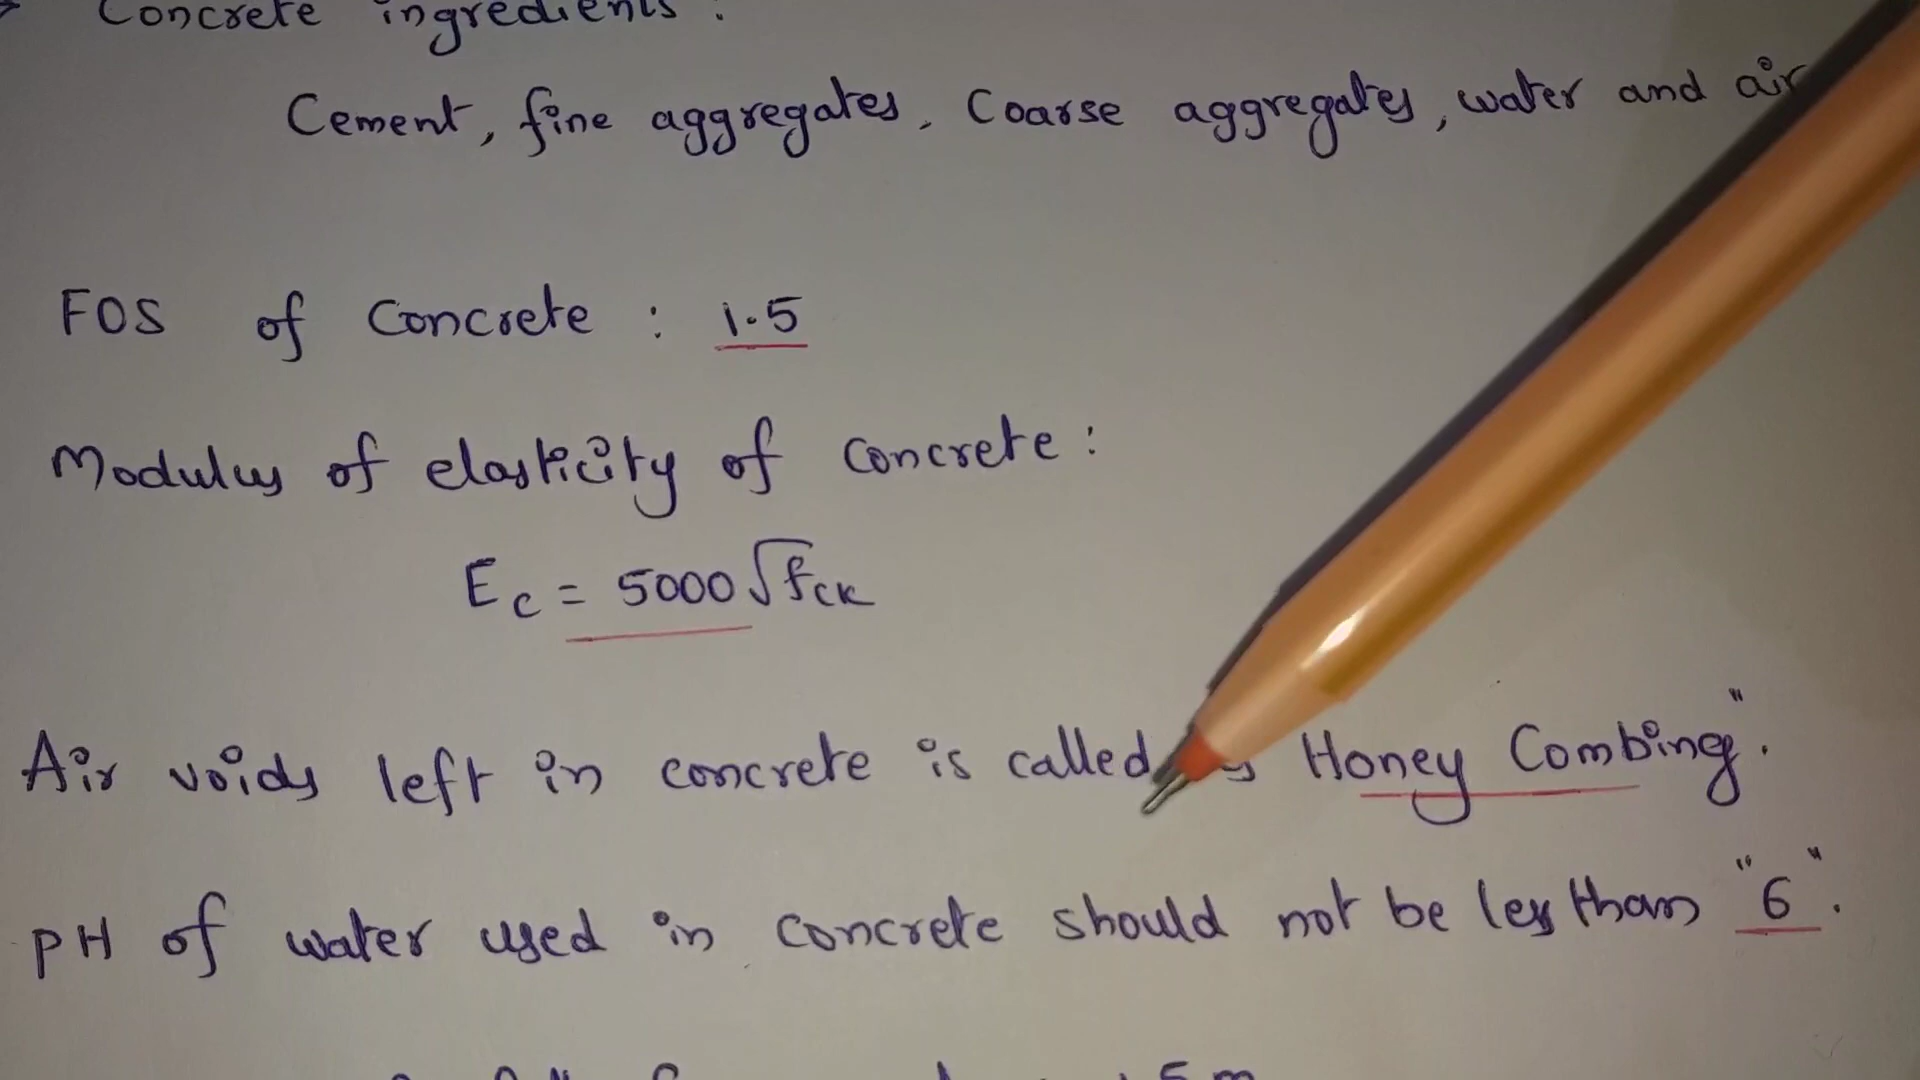 Concrete ingredients :
Cement, fine aggregates, Coarse aggregates, water and air
FOS of Concrete : 1.5
Modulus of elasticity of concrete :
Ec = 5000√fck
Air voids left in concrete is called Honey Combing".
pH of water used in concrete should not be less than "6".